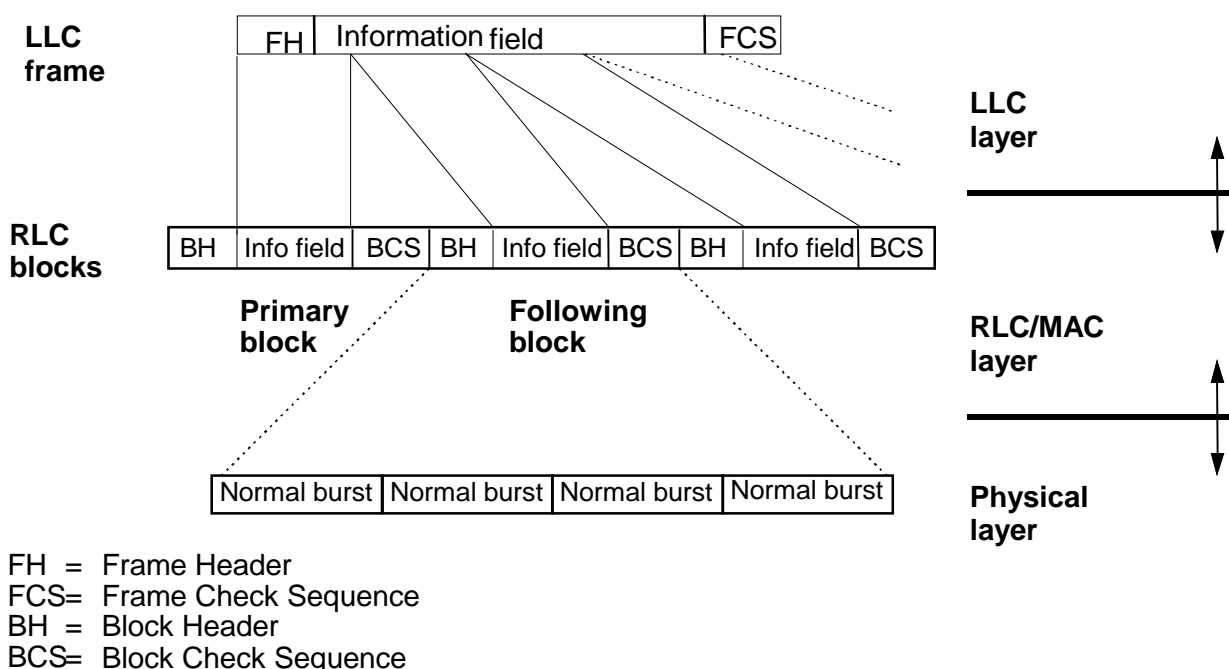 LLC
frame
FH
Information field
FCS
LLC
layer
RLC
blocks
BH
Info field
BCS
BH
Info field
BCS
BH
Info field
BCS
Primary
block
Following
block
RLC/MAC
layer
Normal burst
Normal burst
Normal burst
Normal burst
Physical
layer
FH = Frame Header
FCS= Frame Check Sequence
BH = Block Header
BCS= Block Check Sequence